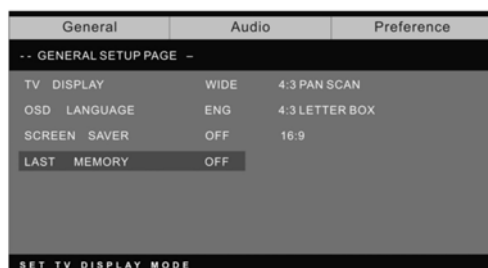 General Audio Preference
-- GENERAL SETUP PAGE –
TV DISPLAY WIDE 4:3 PAN SCAN
OSD LANGUAGE ENG 4:3 LETTER BOX
SCREEN SAVER OFF 16:9
LAST MEMORY OFF
SET TV DISPLAY MODE